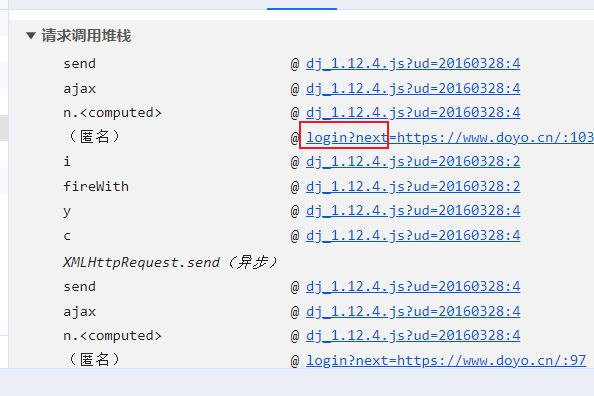 ▼ 请求调用堆栈
send @ dj_1.12.4.js?ud=20160328:4
ajax @ dj_1.12.4.js?ud=20160328:4
n.<computed> @ dj_1.12.4.js?ud=20160328:4
（匿名） @ login?next=https://www.doyo.cn/:103
i @ dj_1.12.4.js?ud=20160328:2
fireWith @ dj_1.12.4.js?ud=20160328:2
y @ dj_1.12.4.js?ud=20160328:4
c @ dj_1.12.4.js?ud=20160328:4
XMLHttpRequest.send（异步）
send @ dj_1.12.4.js?ud=20160328:4
ajax @ dj_1.12.4.js?ud=20160328:4
n.<computed> @ dj_1.12.4.js?ud=20160328:4
（匿名） @ login?next=https://www.doyo.cn/:97